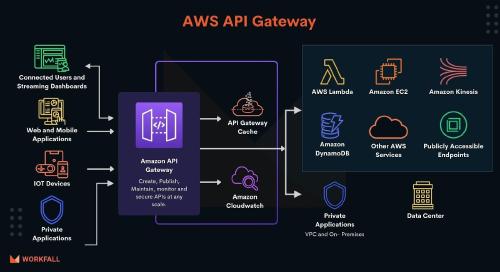 AWS API Gateway
Connected Users and
Streaming Dashboards
Web and Mobile
Applications
IOT Devices
Private
Applications
Amazon API
Gateway
Create, Publish,
Maintain, monitor and
secure APIs at any
scale.
API Gateway
Cache
Amazon
Cloudwatch
AWS Lambda
Amazon EC2
Amazon Kinesis
Amazon
DynamoDB
Other AWS
Services
Publicly Accessible
Endpoints
Private
Applications
VPC and On- Premises
Data Center
WORKFALL